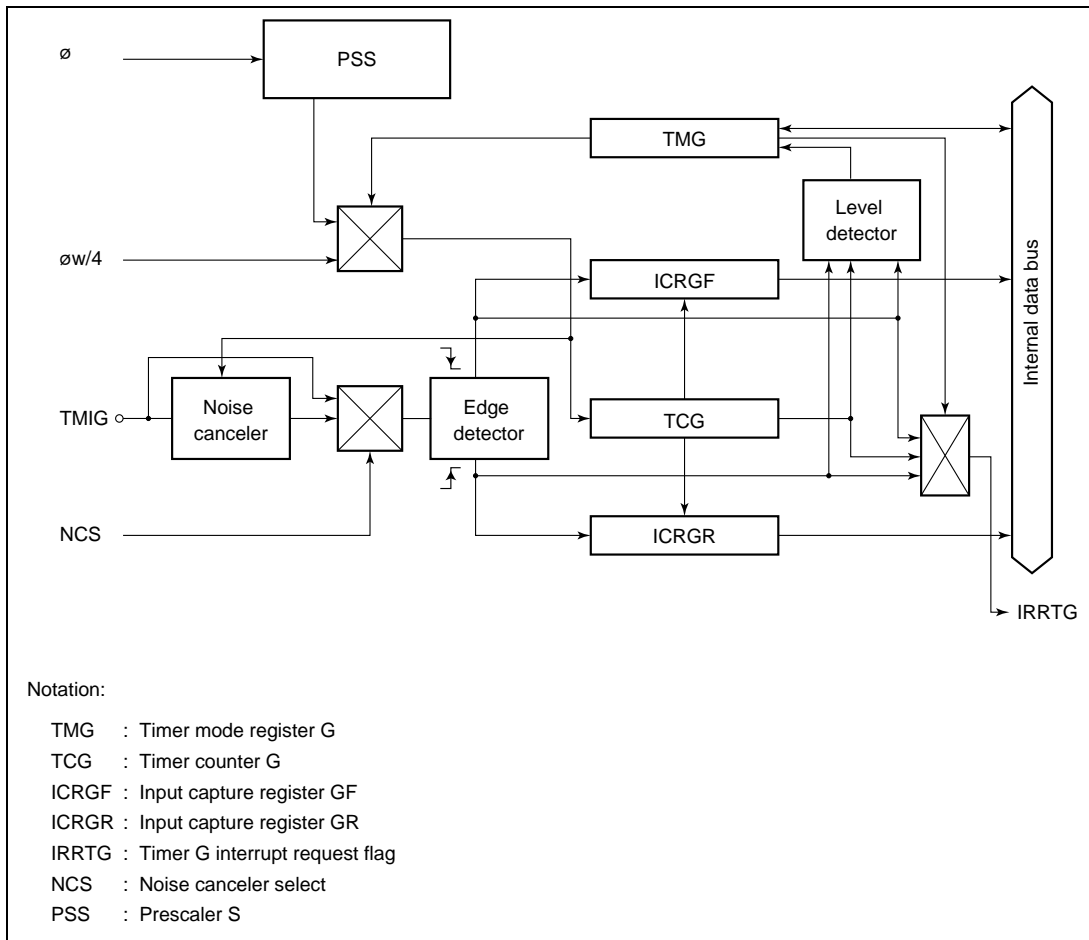 ø
PSS
TMG
Level
detector
øw/4
ICRGF
Internal data bus
TMIG
Noise
canceler
Edge
detector
TCG
NCS
ICRGR
IRRTG
Notation:
TMG : Timer mode register G
TCG : Timer counter G
ICRGF : Input capture register GF
ICRGR : Input capture register GR
IRRTG : Timer G interrupt request flag
NCS : Noise canceler select
PSS : Prescaler S